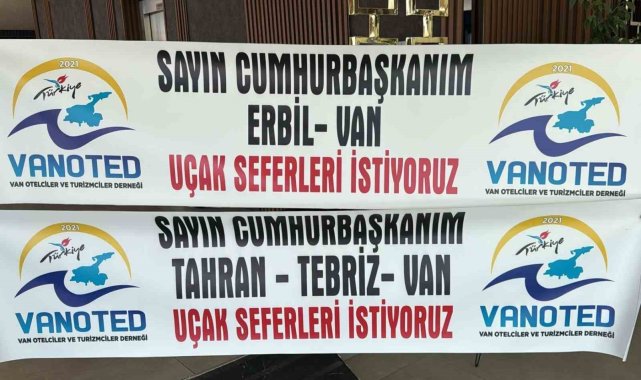 2021
Türkiye
VANOTED
VAN OTELCİLER VE TURİZMCİLER DERNEĞİ
SAYIN CUMHURBAŞKANIM
ERBİL- VAN
UÇAK SEFERLERİ İSTİYORUZ
2021
Türkiye
VANOTED
VAN OTELCİLER VE TURİZMCİLER DERNEĞİ
2021
Türkiye
VANOTED
VAN OTELCİLER VE TURİZMCİLER DERNEĞİ
SAYIN CUMHURBAŞKANIM
TAHRAN - TEBRİZ- VAN
UÇAK SEFERLERİ İSTİYORUZ
2021
Türkiye
VANOTED
VAN OTELCİLER VE TURİZMCİLER DERNEĞİ